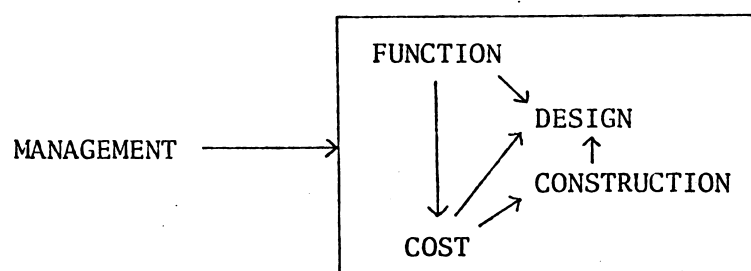 FUNCTION
DESIGN
MANAGEMENT
CONSTRUCTION
COST